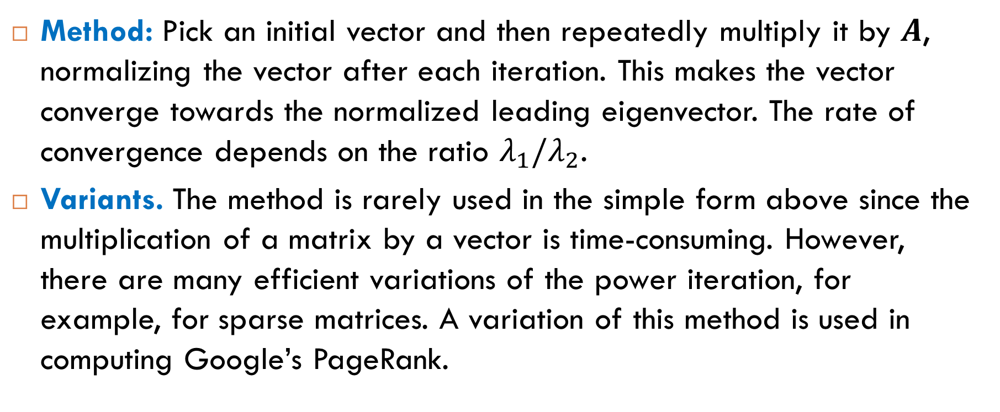 Method: Pick an initial vector and then repeatedly multiply it by A,
normalizing the vector after each iteration. This makes the vector
converge towards the normalized leading eigenvector. The rate of
convergence depends on the ratio λ₁/λ₂.
Variants. The method is rarely used in the simple form above since the
multiplication of a matrix by a vector is time-consuming. However,
there are many efficient variations of the power iteration, for
example, for sparse matrices. A variation of this method is used in
computing Google’s PageRank.